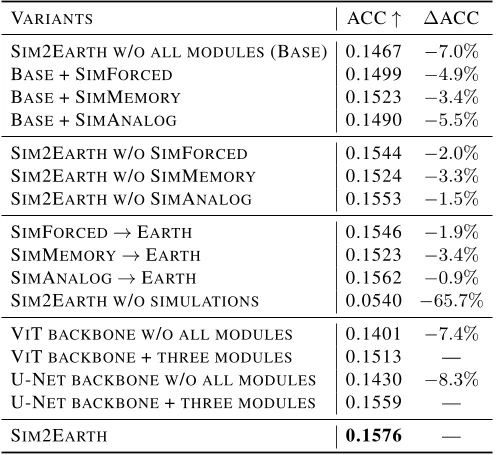 VARIANTS ACC ↑ ΔACC
SIM2EARTH W/O ALL MODULES (BASE) 0.1467 −7.0%
BASE + SIMFORCED 0.1499 −4.9%
BASE + SIMMEMORY 0.1523 −3.4%
BASE + SIMANALOG 0.1490 −5.5%
SIM2EARTH W/O SIMFORCED 0.1544 −2.0%
SIM2EARTH W/O SIMMEMORY 0.1524 −3.3%
SIM2EARTH W/O SIMANALOG 0.1553 −1.5%
SIMFORCED → EARTH 0.1546 −1.9%
SIMMEMORY → EARTH 0.1523 −3.4%
SIMANALOG → EARTH 0.1562 −0.9%
SIM2EARTH W/O SIMULATIONS 0.0540 −65.7%
VIT BACKBONE W/O ALL MODULES 0.1401 −7.4%
VIT BACKBONE + THREE MODULES 0.1513 —
U-NET BACKBONE W/O ALL MODULES 0.1430 −8.3%
U-NET BACKBONE + THREE MODULES 0.1559 —
SIM2EARTH 0.1576 —